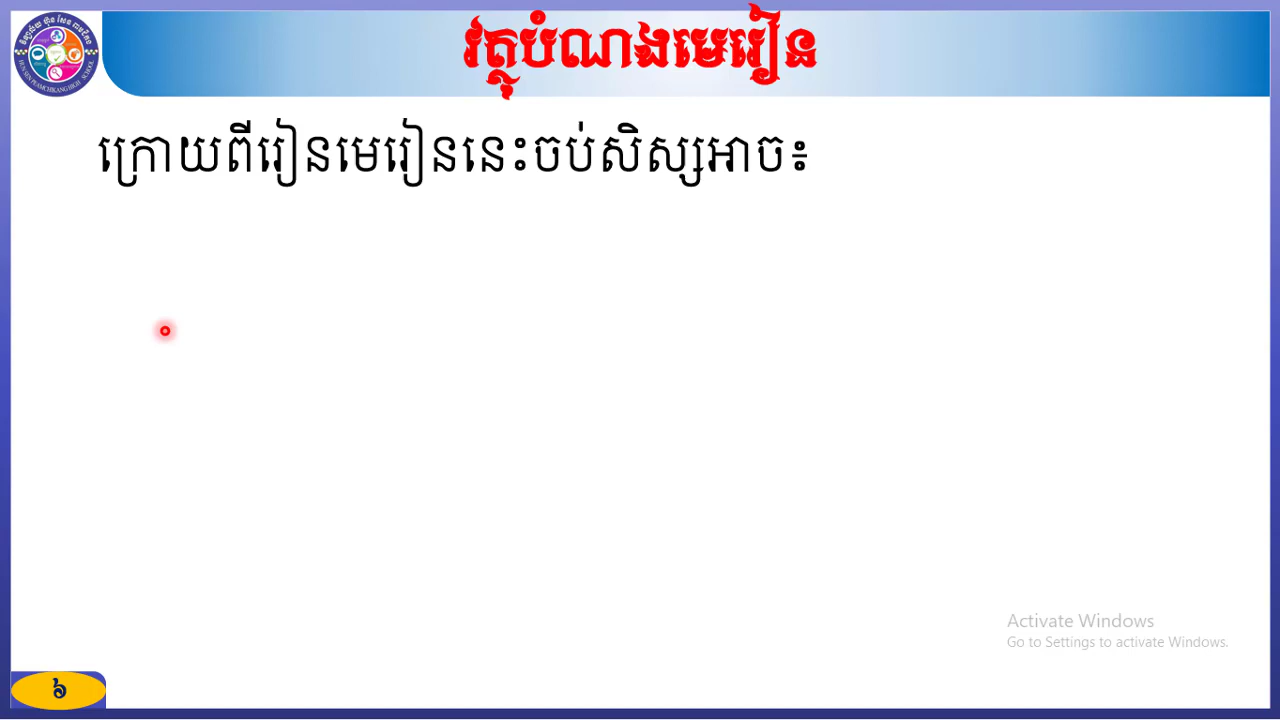 វត្ថុបំណងមេរៀន
ក្រោយពីរៀនមេរៀននេះចប់សិស្សអាច៖
Activate Windows
Go to Settings to activate Windows.
៦